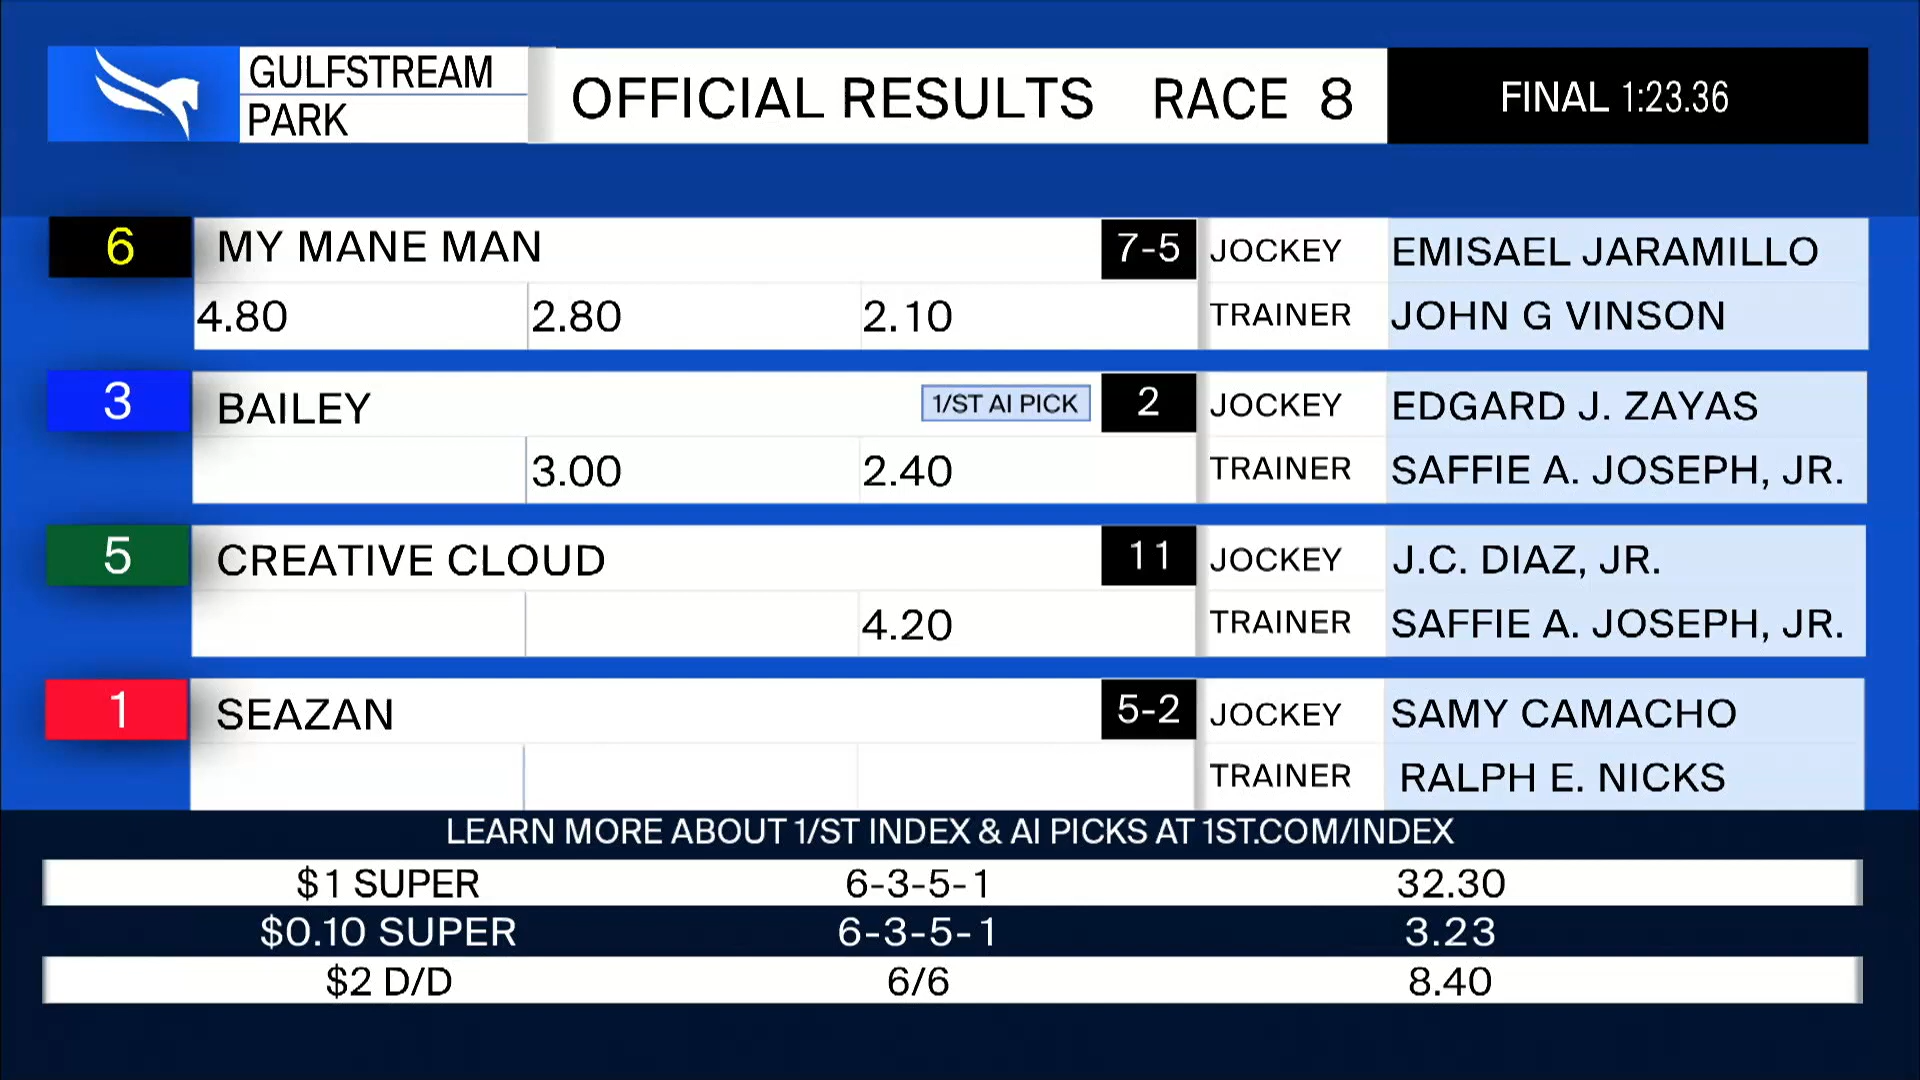 GULFSTREAM
PARK
OFFICIAL RESULTS RACE 8
FINAL 1:23.36
6 MY MANE MAN 7-5 JOCKEY EMISAEL JARAMILLO
4.80 2.80 2.10 TRAINER JOHN G VINSON
3 BAILEY 1/ST AI PICK 2 JOCKEY EDGARD J. ZAYAS
3.00 2.40 TRAINER SAFFIE A. JOSEPH, JR.
5 CREATIVE CLOUD 11 JOCKEY J.C. DIAZ, JR.
4.20 TRAINER SAFFIE A. JOSEPH, JR.
1 SEAZAN 5-2 JOCKEY SAMY CAMACHO
TRAINER RALPH E. NICKS
LEARN MORE ABOUT 1/ST INDEX & AI PICKS AT 1ST.COM/INDEX
$1 SUPER 6-3-5-1 32.30
$0.10 SUPER 6-3-5-1 3.23
$2 D/D 6/6 8.40